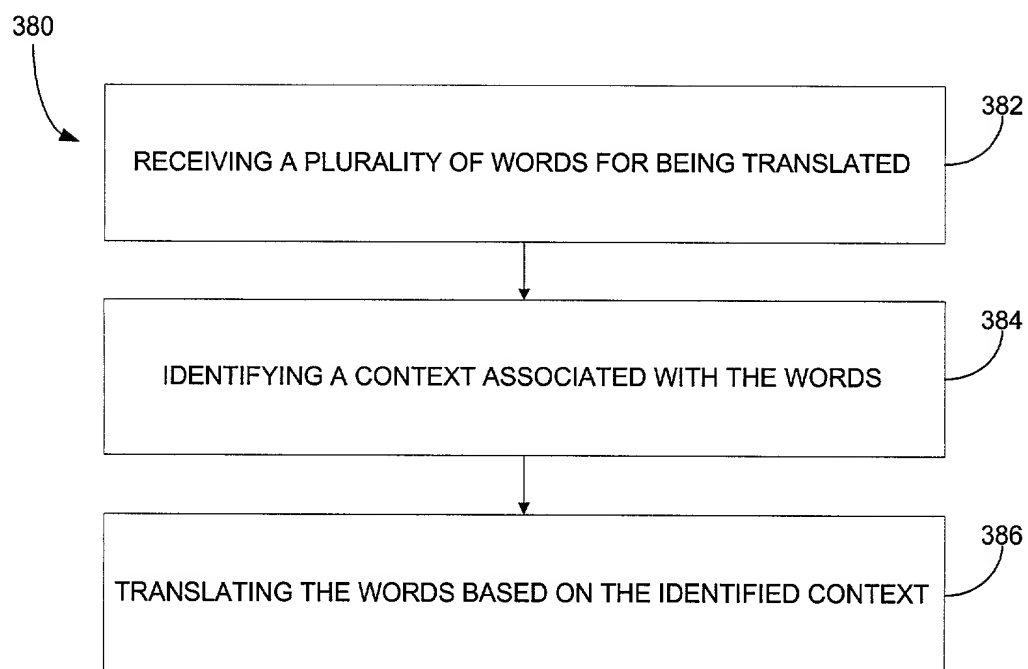 380
382
RECEIVING A PLURALITY OF WORDS FOR BEING TRANSLATED
384
IDENTIFYING A CONTEXT ASSOCIATED WITH THE WORDS
386
TRANSLATING THE WORDS BASED ON THE IDENTIFIED CONTEXT